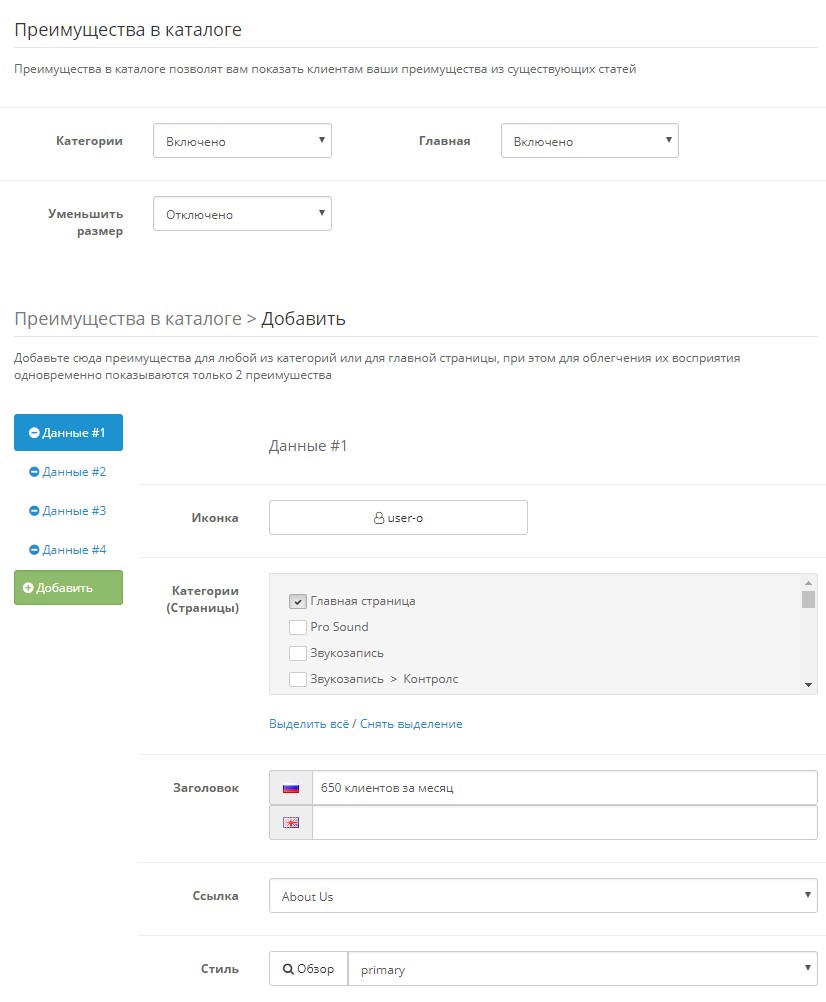 Преимущества в каталоге
Преимущества в каталоге позволят вам показать клиентам ваши преимущества из существующих статей
Категории
Включено
Главная
Включено
Уменьшить
размер
Отключено
Преимущества в каталоге > Добавить
Добавьте сюда преимущества для любой из категорий или для главной страницы, при этом для облегчения их восприятия
одновременно показываются только 2 преимушества
Данные #1
Данные #2
Данные #3
Данные #4
Добавить
Данные #1
Иконка
user-o
Категории
(Страницы)
Главная страница
Pro Sound
Звукозапись
Звукозапись > Контролс
Выделить всё / Снять выделение
Заголовок
650 клиентов за месяц
Ссылка
About Us
Стиль
Обзор
primary